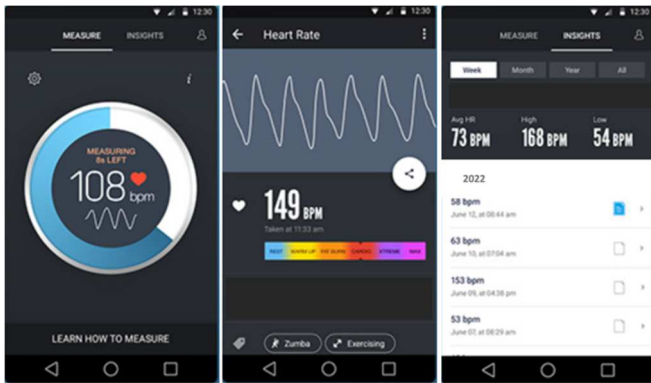 12:30
MEASURE INSIGHTS
i
MEASURING
8s LEFT
108 bpm
LEARN HOW TO MEASURE
12:30
Heart Rate
149 BPM
Taken at 11:33 am
REST WARM UP FAT BURN CARDIO XTREME MAX
Zumba Exercising
12:30
MEASURE INSIGHTS
Week Month Year All
Avg HR High Low
73 BPM 168 BPM 54 BPM
2022
58 bpm
June 12, at 08:44 am
63 bpm
June 10, at 07:04 am
153 bpm
June 09, at 04:38 pm
53 bpm
June 07, at 08:29 am